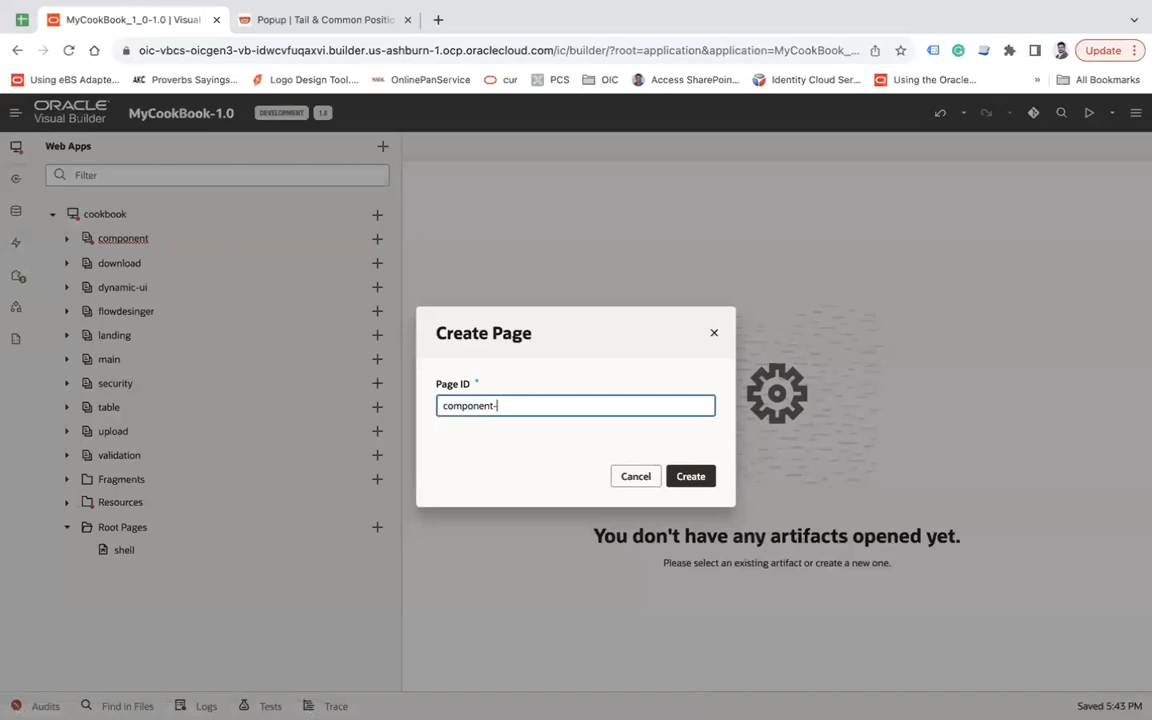 MyCookBook_1_0-1.0 | Visual
Popup | Tail & Common Positio
oic-vbcs-oicgen3-vb-idwcvfuqaxvi.builder.us-ashburn-1.ocp.oraclecloud.com/ic/builder/?root=application&application=MyCookBook_...
Update
Using eBS Adapte...
Proverbs Sayings...
Logo Design Tool....
OnlinePanService
cur
PCS
OIC
Access SharePoin...
Identity Cloud Ser...
Using the Oracle...
»
All Bookmarks
ORACLE
Visual Builder
MyCookBook-1.0
DEVELOPMENT
1.0
Web Apps
Filter
cookbook
component
download
dynamic-ui
flowdesinger
landing
main
security
table
upload
validation
Fragments
Resources
Root Pages
shell
Create Page
Page ID *
component-
Cancel
Create
You don't have any artifacts opened yet.
Please select an existing artifact or create a new one.
Audits
Find in Files
Logs
Tests
Trace
Saved 5:43 PM